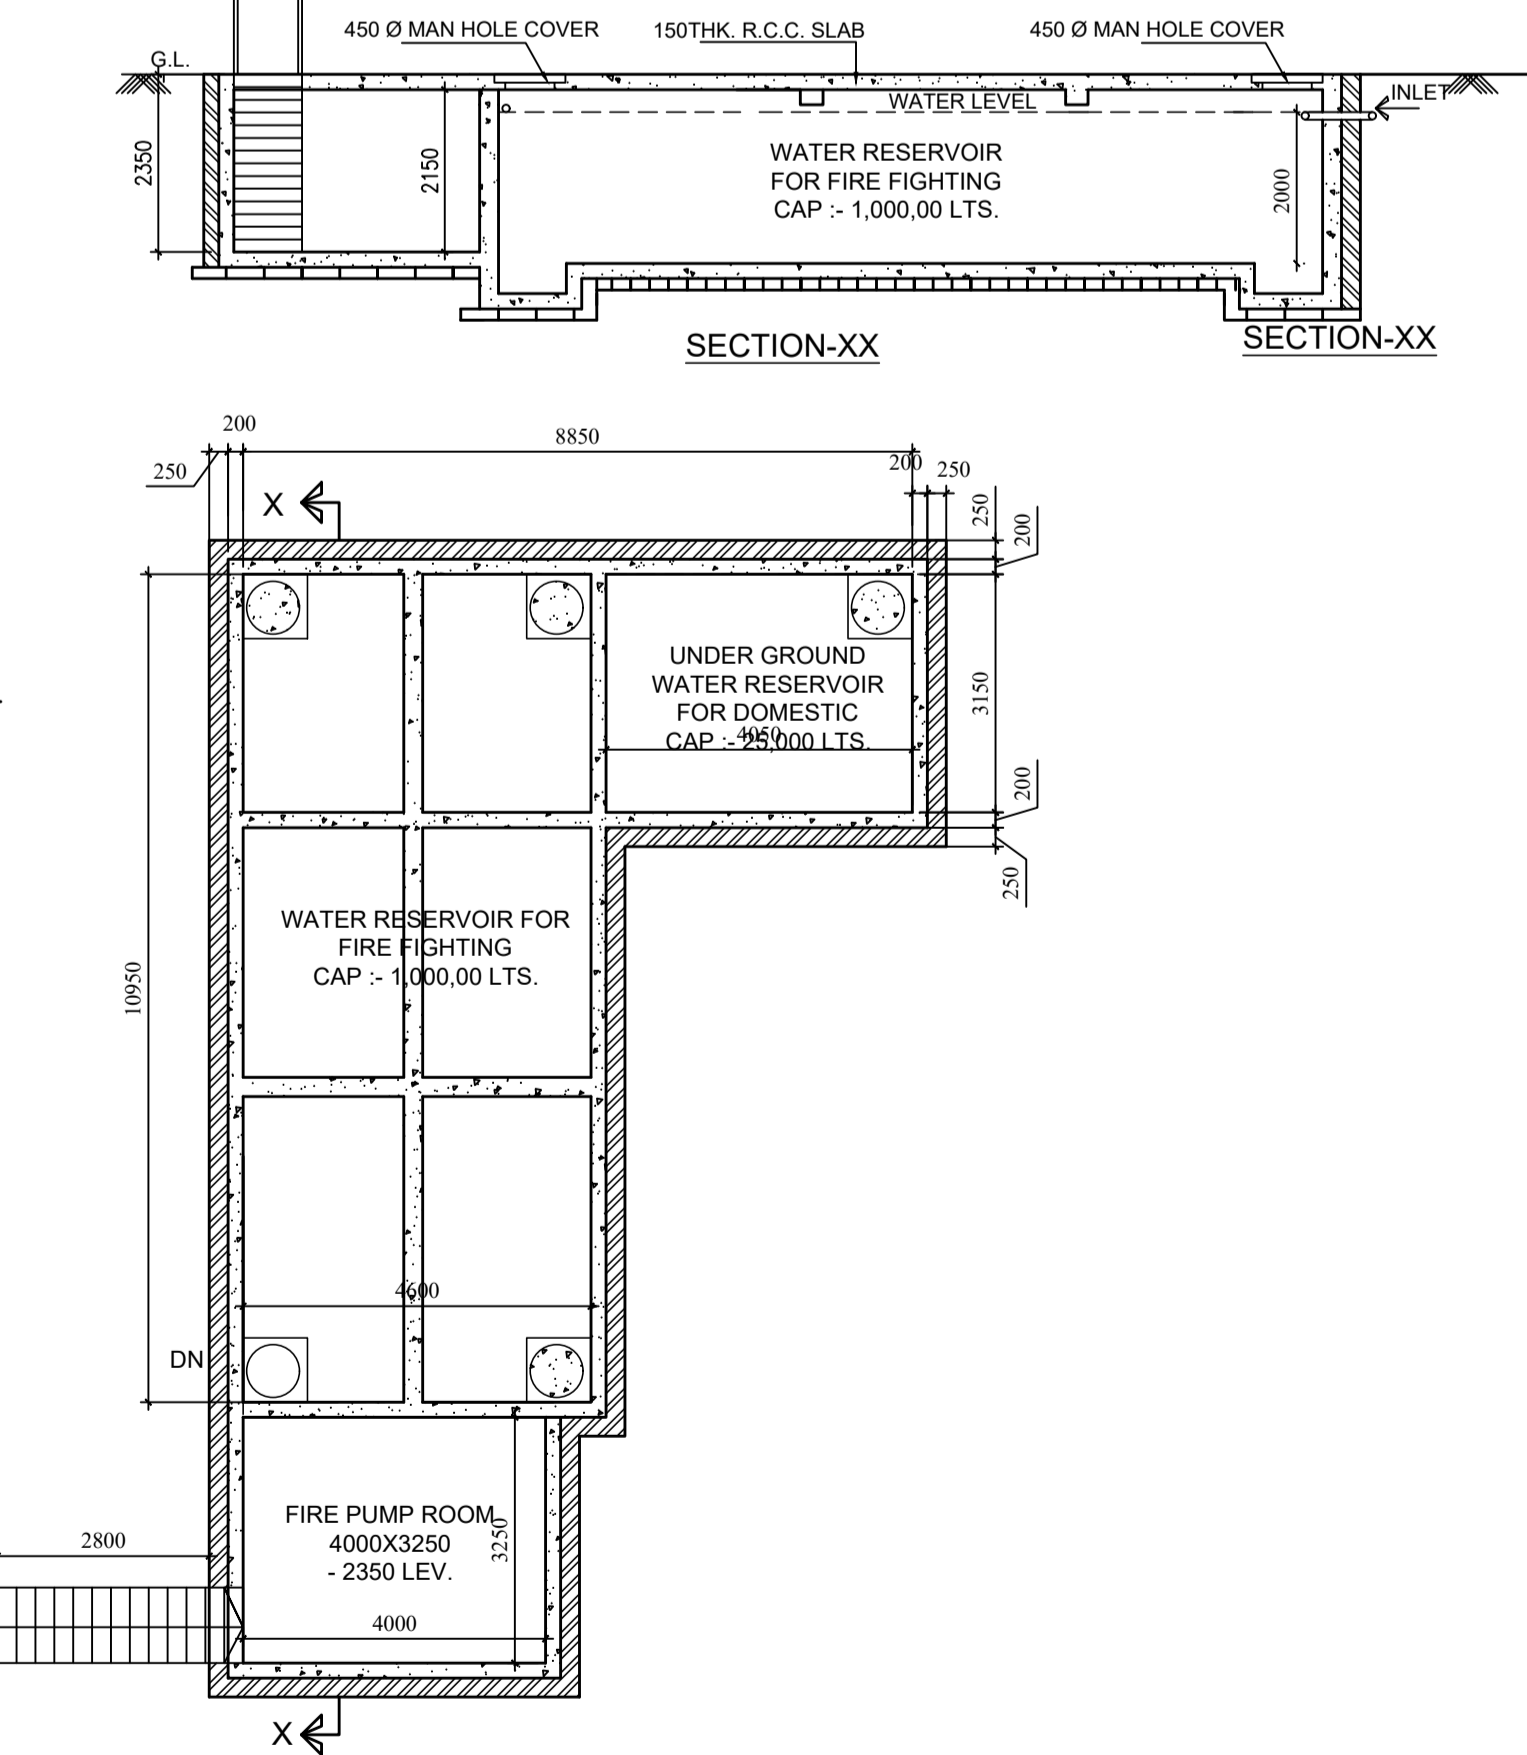 450 Ø MAN HOLE COVER
150THK. R.C.C. SLAB
450 Ø MAN HOLE COVER
G.L.
WATER LEVEL
INLET
2350
2150
WATER RESERVOIR
FOR FIRE FIGHTING
CAP :- 1,000,00 LTS.
2000
SECTION-XX
SECTION-XX
200
8850
250
200
250
X
250
200
UNDER GROUND
WATER RESERVOIR
FOR DOMESTIC
CAP :- 25,000 LTS.
4050
3150
200
250
WATER RESERVOIR FOR
FIRE FIGHTING
CAP :- 1,000,00 LTS.
10950
4600
DN
FIRE PUMP ROOM
4000X3250
- 2350 LEV.
3250
2800
4000
X